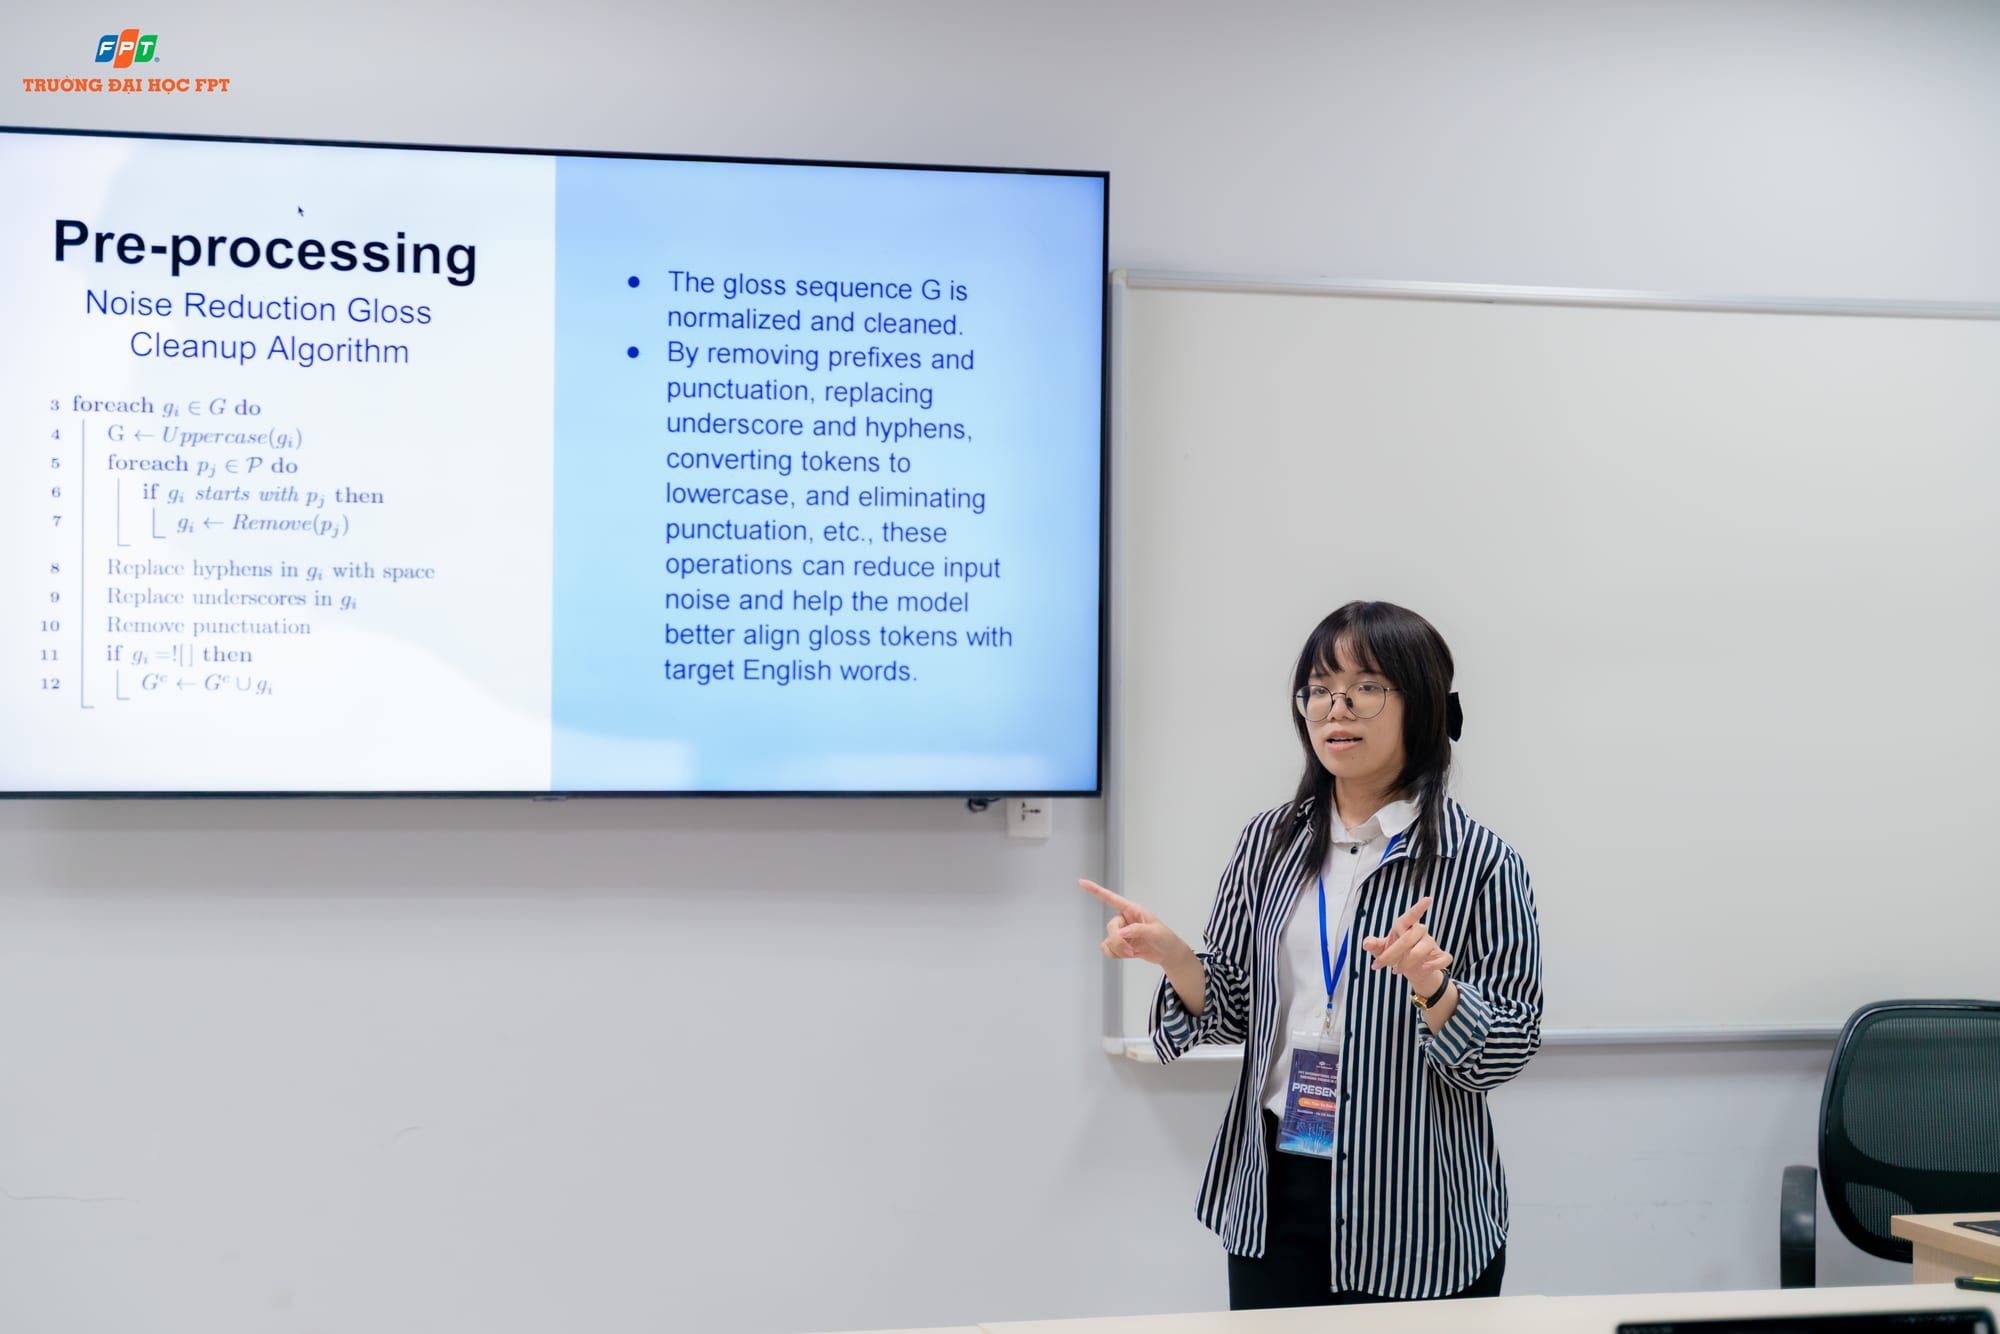 FPT
TRƯỜNG ĐẠI HỌC FPT
Pre-processing
Noise Reduction Gloss
Cleanup Algorithm
3 foreach gᵢ ∈ G do
4 G ← Uppercase(gᵢ)
5 foreach pⱼ ∈ P do
6 if gᵢ starts with pⱼ then
7 gᵢ ← Remove(pⱼ)
8 Replace hyphens in gᵢ with space
9 Replace underscores in gᵢ
10 Remove punctuation
11 if gᵢ =![] then
12 Gᶜ ← Gᶜ ∪ gᵢ
• The gloss sequence G is
normalized and cleaned.
• By removing prefixes and
punctuation, replacing
underscore and hyphens,
converting tokens to
lowercase, and eliminating
punctuation, etc., these
operations can reduce input
noise and help the model
better align gloss tokens with
target English words.
PRESEN